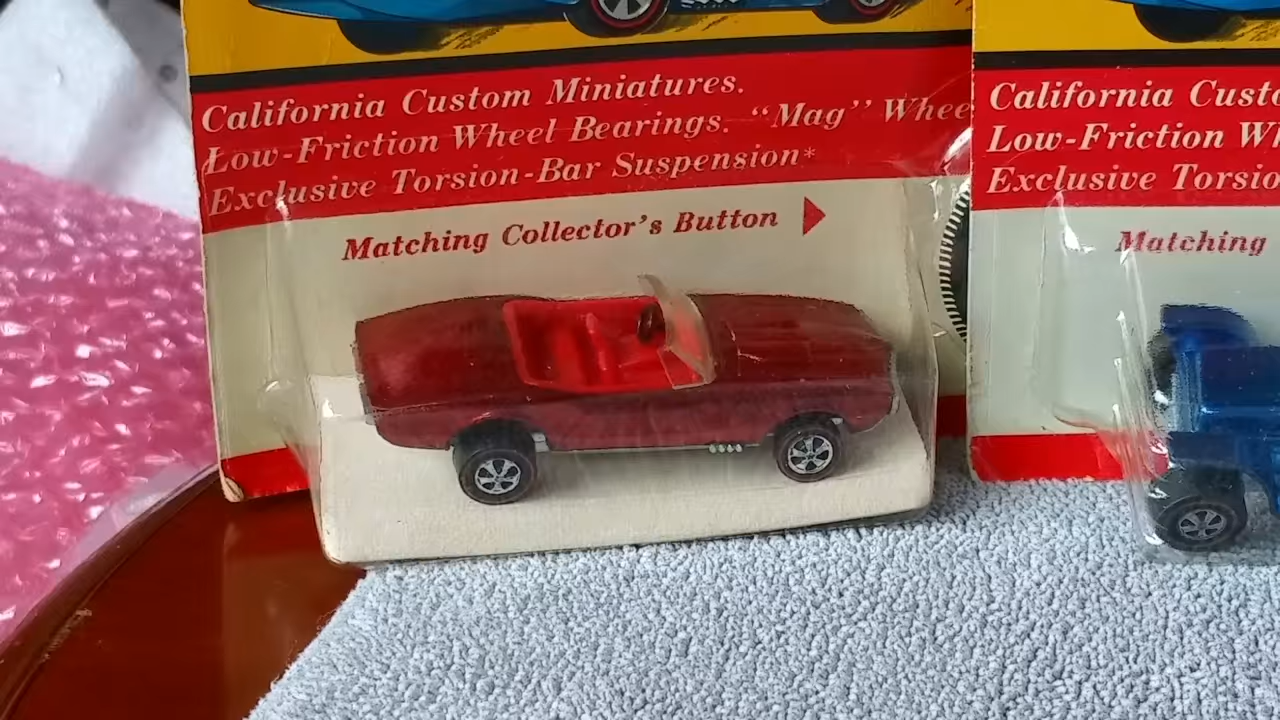 California Custom Miniatures.
Low-Friction Wheel Bearings. "Mag" Whee
Exclusive Torsion-Bar Suspension*
Matching Collector's Button
California Custo
Low-Friction W
Exclusive Torsio
Matching